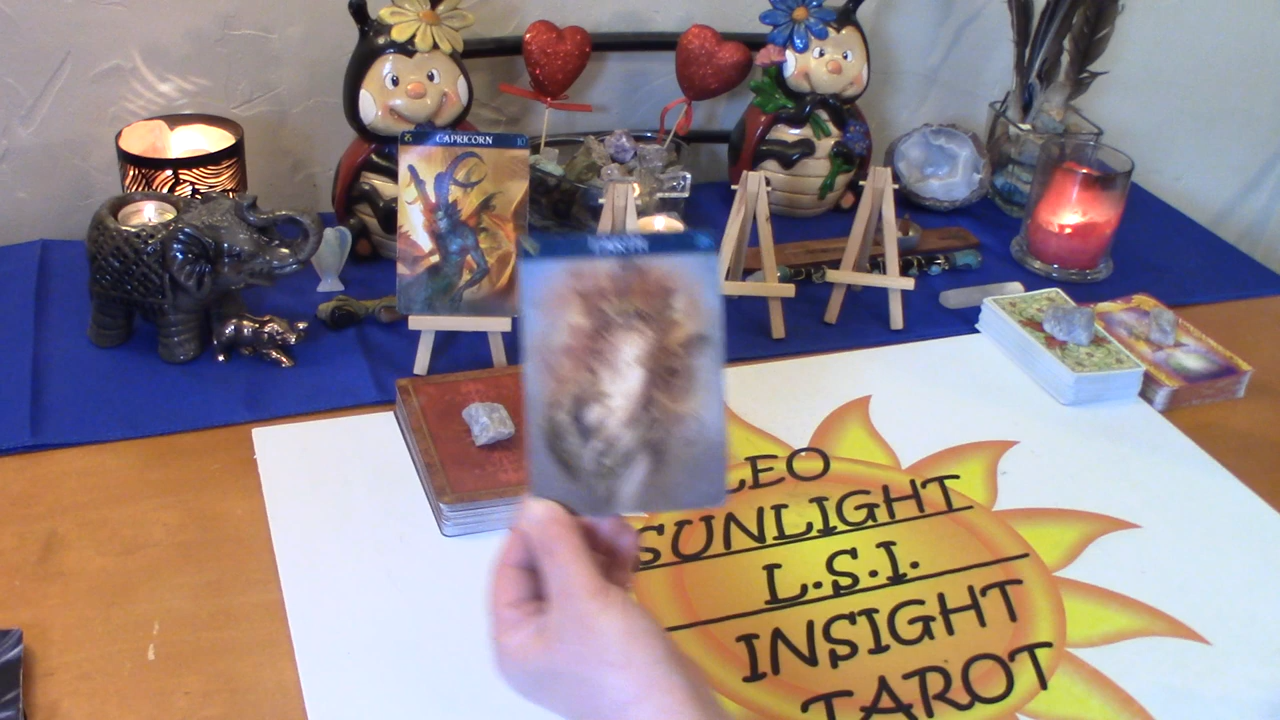 CAPRICORN 10
LEO
SUNLIGHT
L.S.I.
INSIGHT
TAROT